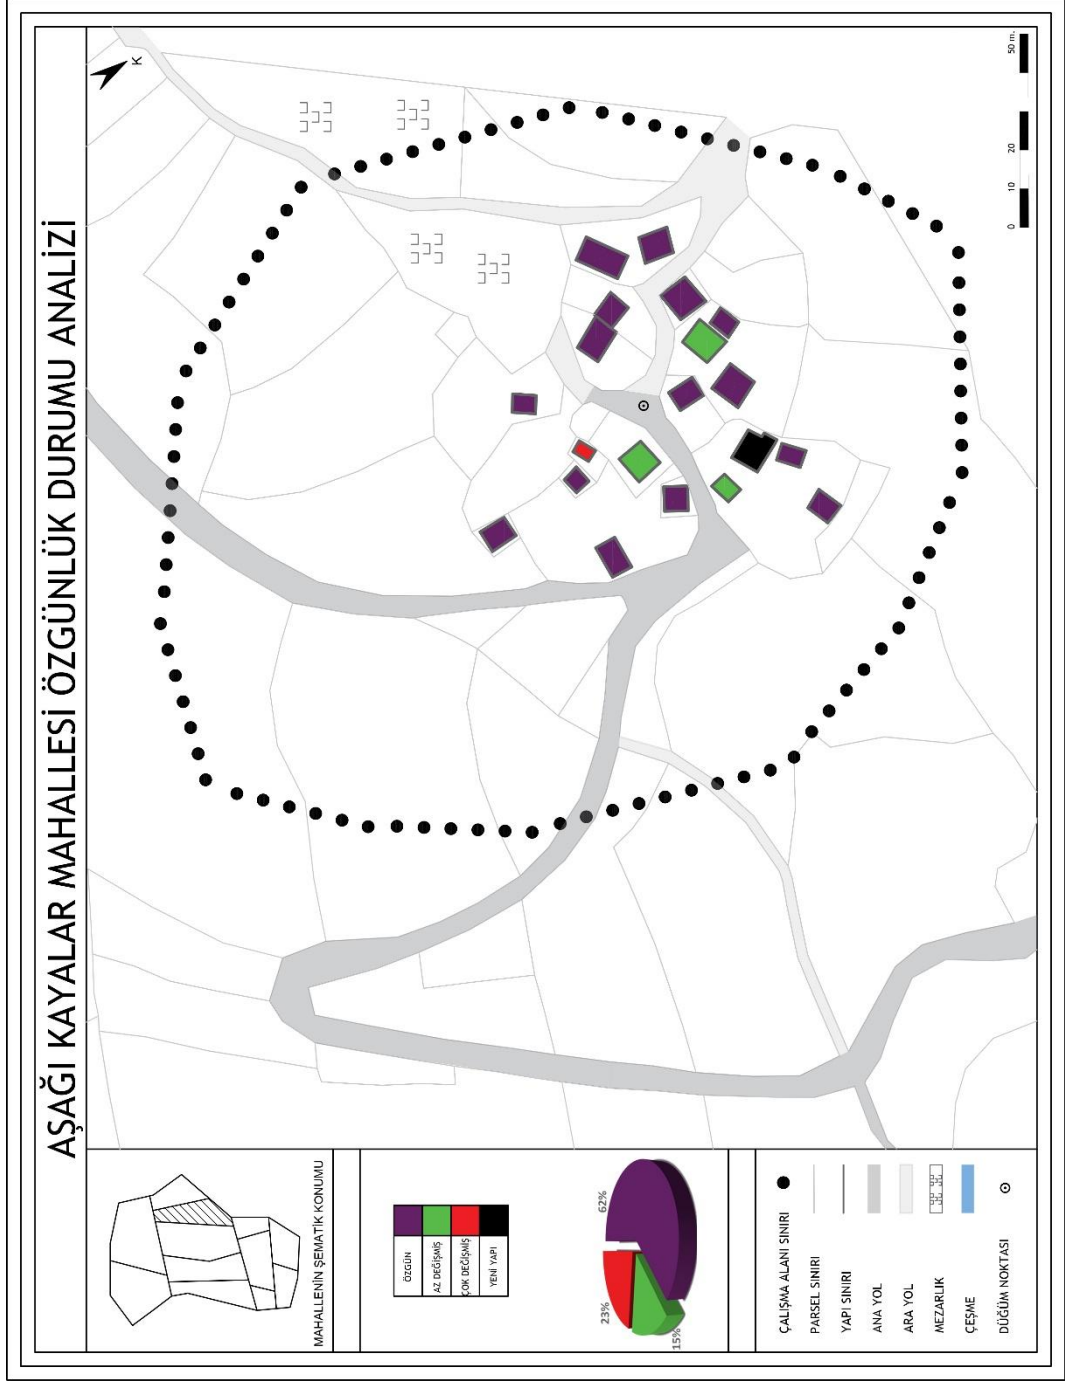 AŞAĞI KAYALAR MAHALLESİ ÖZGÜNLÜK DURUMU ANALİZİ
K
0 10 20 50 m.
MAHALLENİN ŞEMATİK KONUMU
ÖZGÜN
AZ DEĞİŞMİŞ
ÇOK DEĞİŞMİŞ
YENİ YAPI
62%
23%
15%
ÇALIŞMA ALANI SINIRI
PARSEL SINIRI
YAPI SINIRI
ANA YOL
ARA YOL
MEZARLIK
ÇEŞME
DÜĞÜM NOKTASI